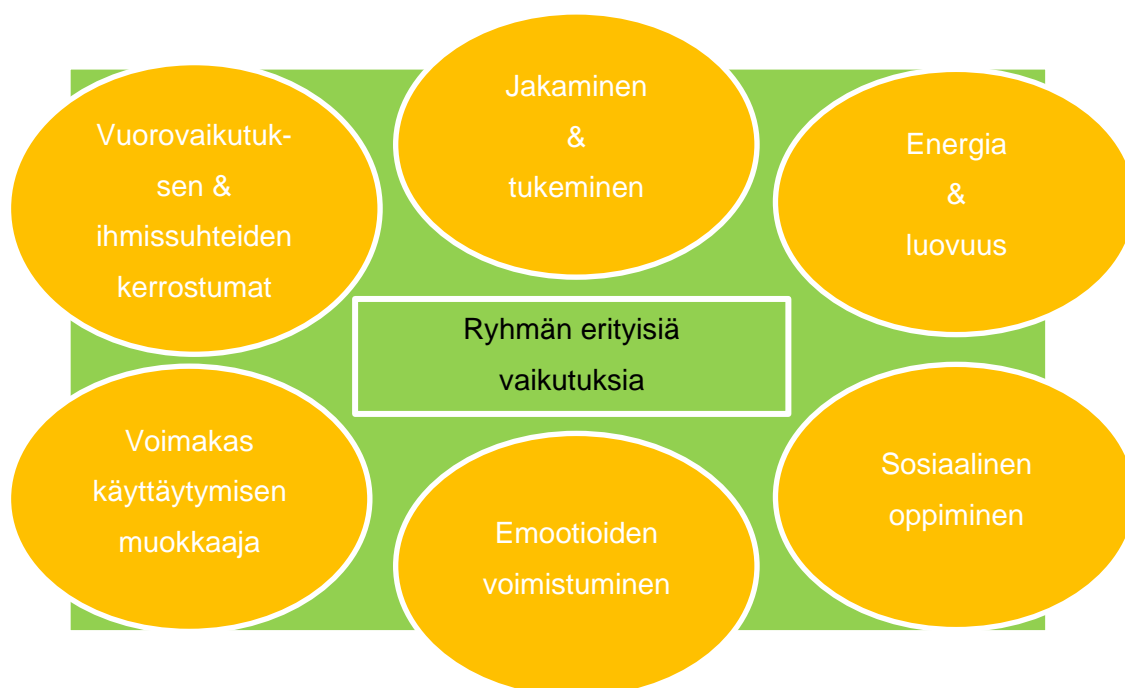 Vuorovaikutuk-
sen &
ihmissuhteiden
kerrostumat
Jakaminen
&
tukeminen
Energia
&
luovuus
Ryhmän erityisiä
vaikutuksia
Voimakas
käyttäytymisen
muokkaaja
Emootioiden
voimistuminen
Sosiaalinen
oppiminen